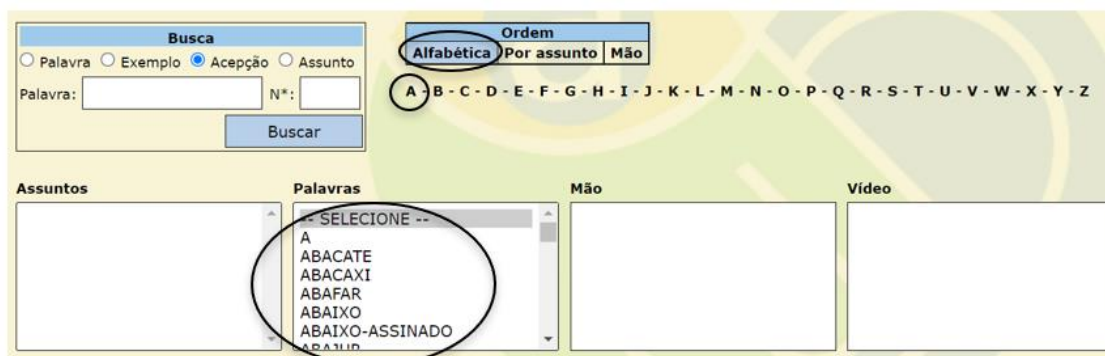 Busca
Palavra Exemplo Acepção Assunto
Palavra: N*:
Buscar
Ordem
Alfabética Por assunto Mão
A - B - C - D - E - F - G - H - I - J - K - L - M - N - O - P - Q - R - S - T - U - V - W - X - Y - Z
Assuntos
Palavras
-- SELECIONE --
A
ABACATE
ABACAXI
ABAFAR
ABAIXO
ABAIXO-ASSINADO
ABAJUR
Mão
Vídeo